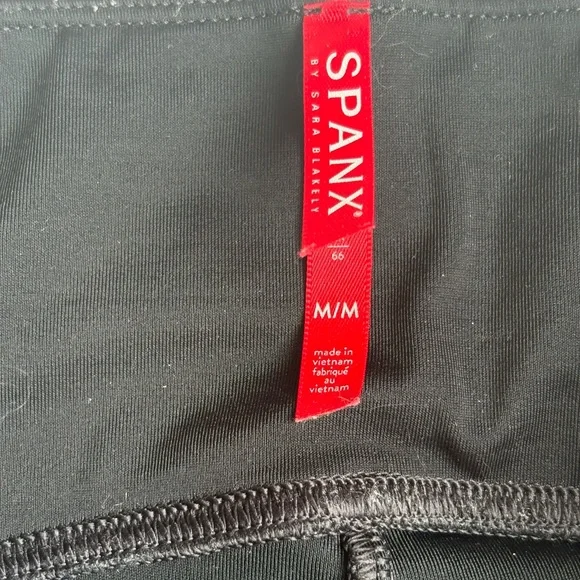 SPANX®
BY SARA BLAKELY
66
M/M
made in
vietnam
fabriqué
au
vietnam